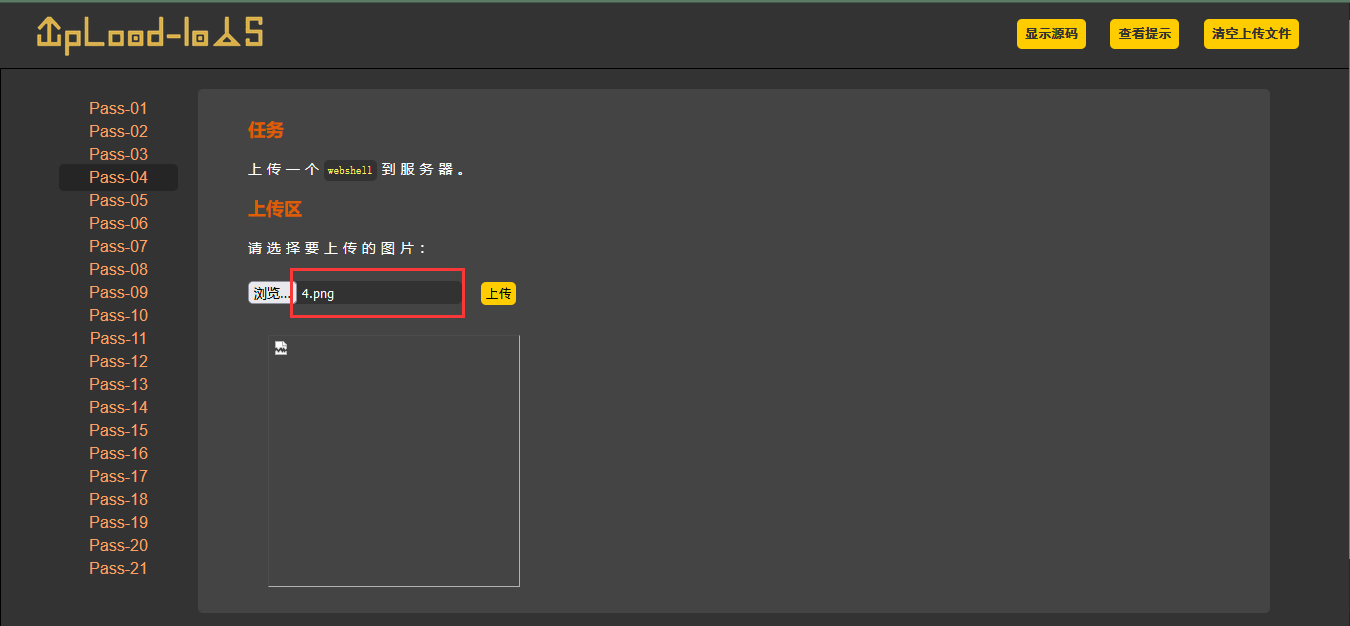 UpLoad-labS
显示源码 查看提示 清空上传文件
Pass-01
Pass-02
Pass-03
Pass-04
Pass-05
Pass-06
Pass-07
Pass-08
Pass-09
Pass-10
Pass-11
Pass-12
Pass-13
Pass-14
Pass-15
Pass-16
Pass-17
Pass-18
Pass-19
Pass-20
Pass-21
任务
上传一个 webshell 到服务器。
上传区
请选择要上传的图片：
浏览... 4.png 上传